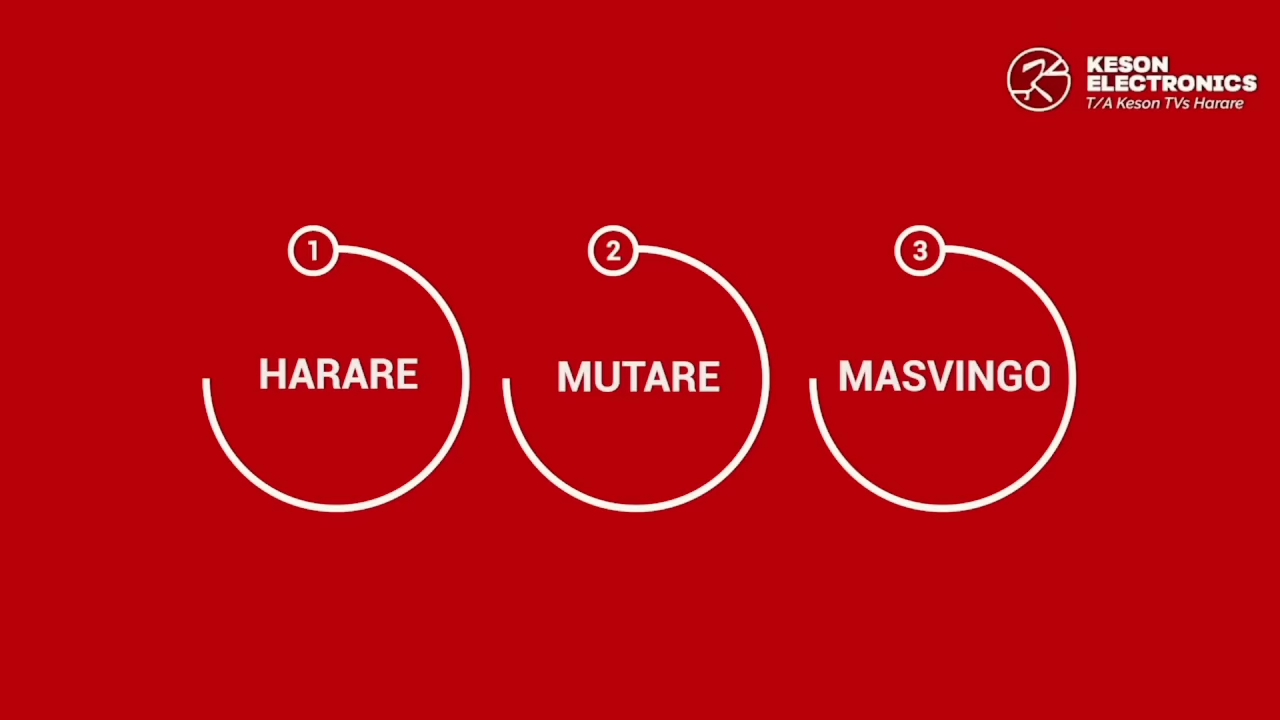 KESON
ELECTRONICS
T/A Keson TVs Harare
1
2
3
HARARE
MUTARE
MASVINGO